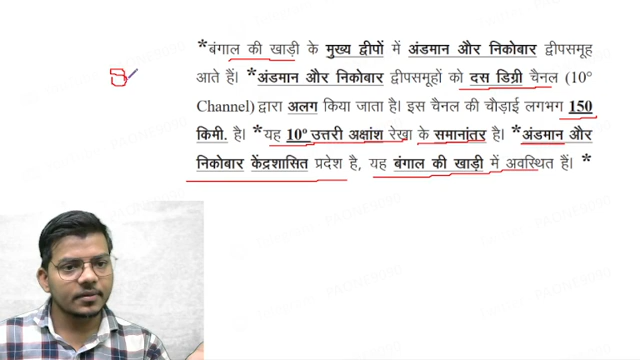 *बंगाल की खाड़ी के मुख्य द्वीपों में अंडमान और निकोबार द्वीपसमूह
आते हैं। *अंडमान और निकोबार द्वीपसमूहों को दस डिग्री चैनल (10°
Channel) द्वारा अलग किया जाता है। इस चैनल की चौड़ाई लगभग 150
किमी. है। *यह 10° उत्तरी अक्षांश रेखा के समानांतर है। *अंडमान और
निकोबार केंद्रशासित प्रदेश है, यह बंगाल की खाड़ी में अवस्थित हैं। *